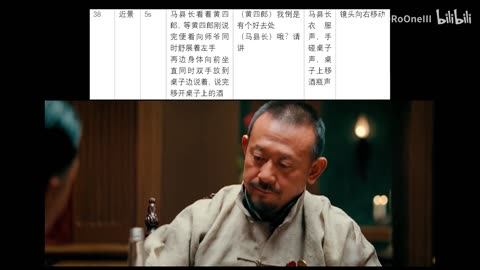 38
近景
5s
马县长看着黄四
郎、等黄四郎刚说
完便看向师爷同
时舒展着左手
再边身体向前坐
直同时双手放到
桌子边说着，说完
移开桌子上的酒
（黄四郎）我倒是
有个好去处
（马县长）哦？请
讲
马县长
衣服
声、手
碰桌子
声、桌
子上移
酒瓶声
镜头向右移动
RoOneIII
bilibili